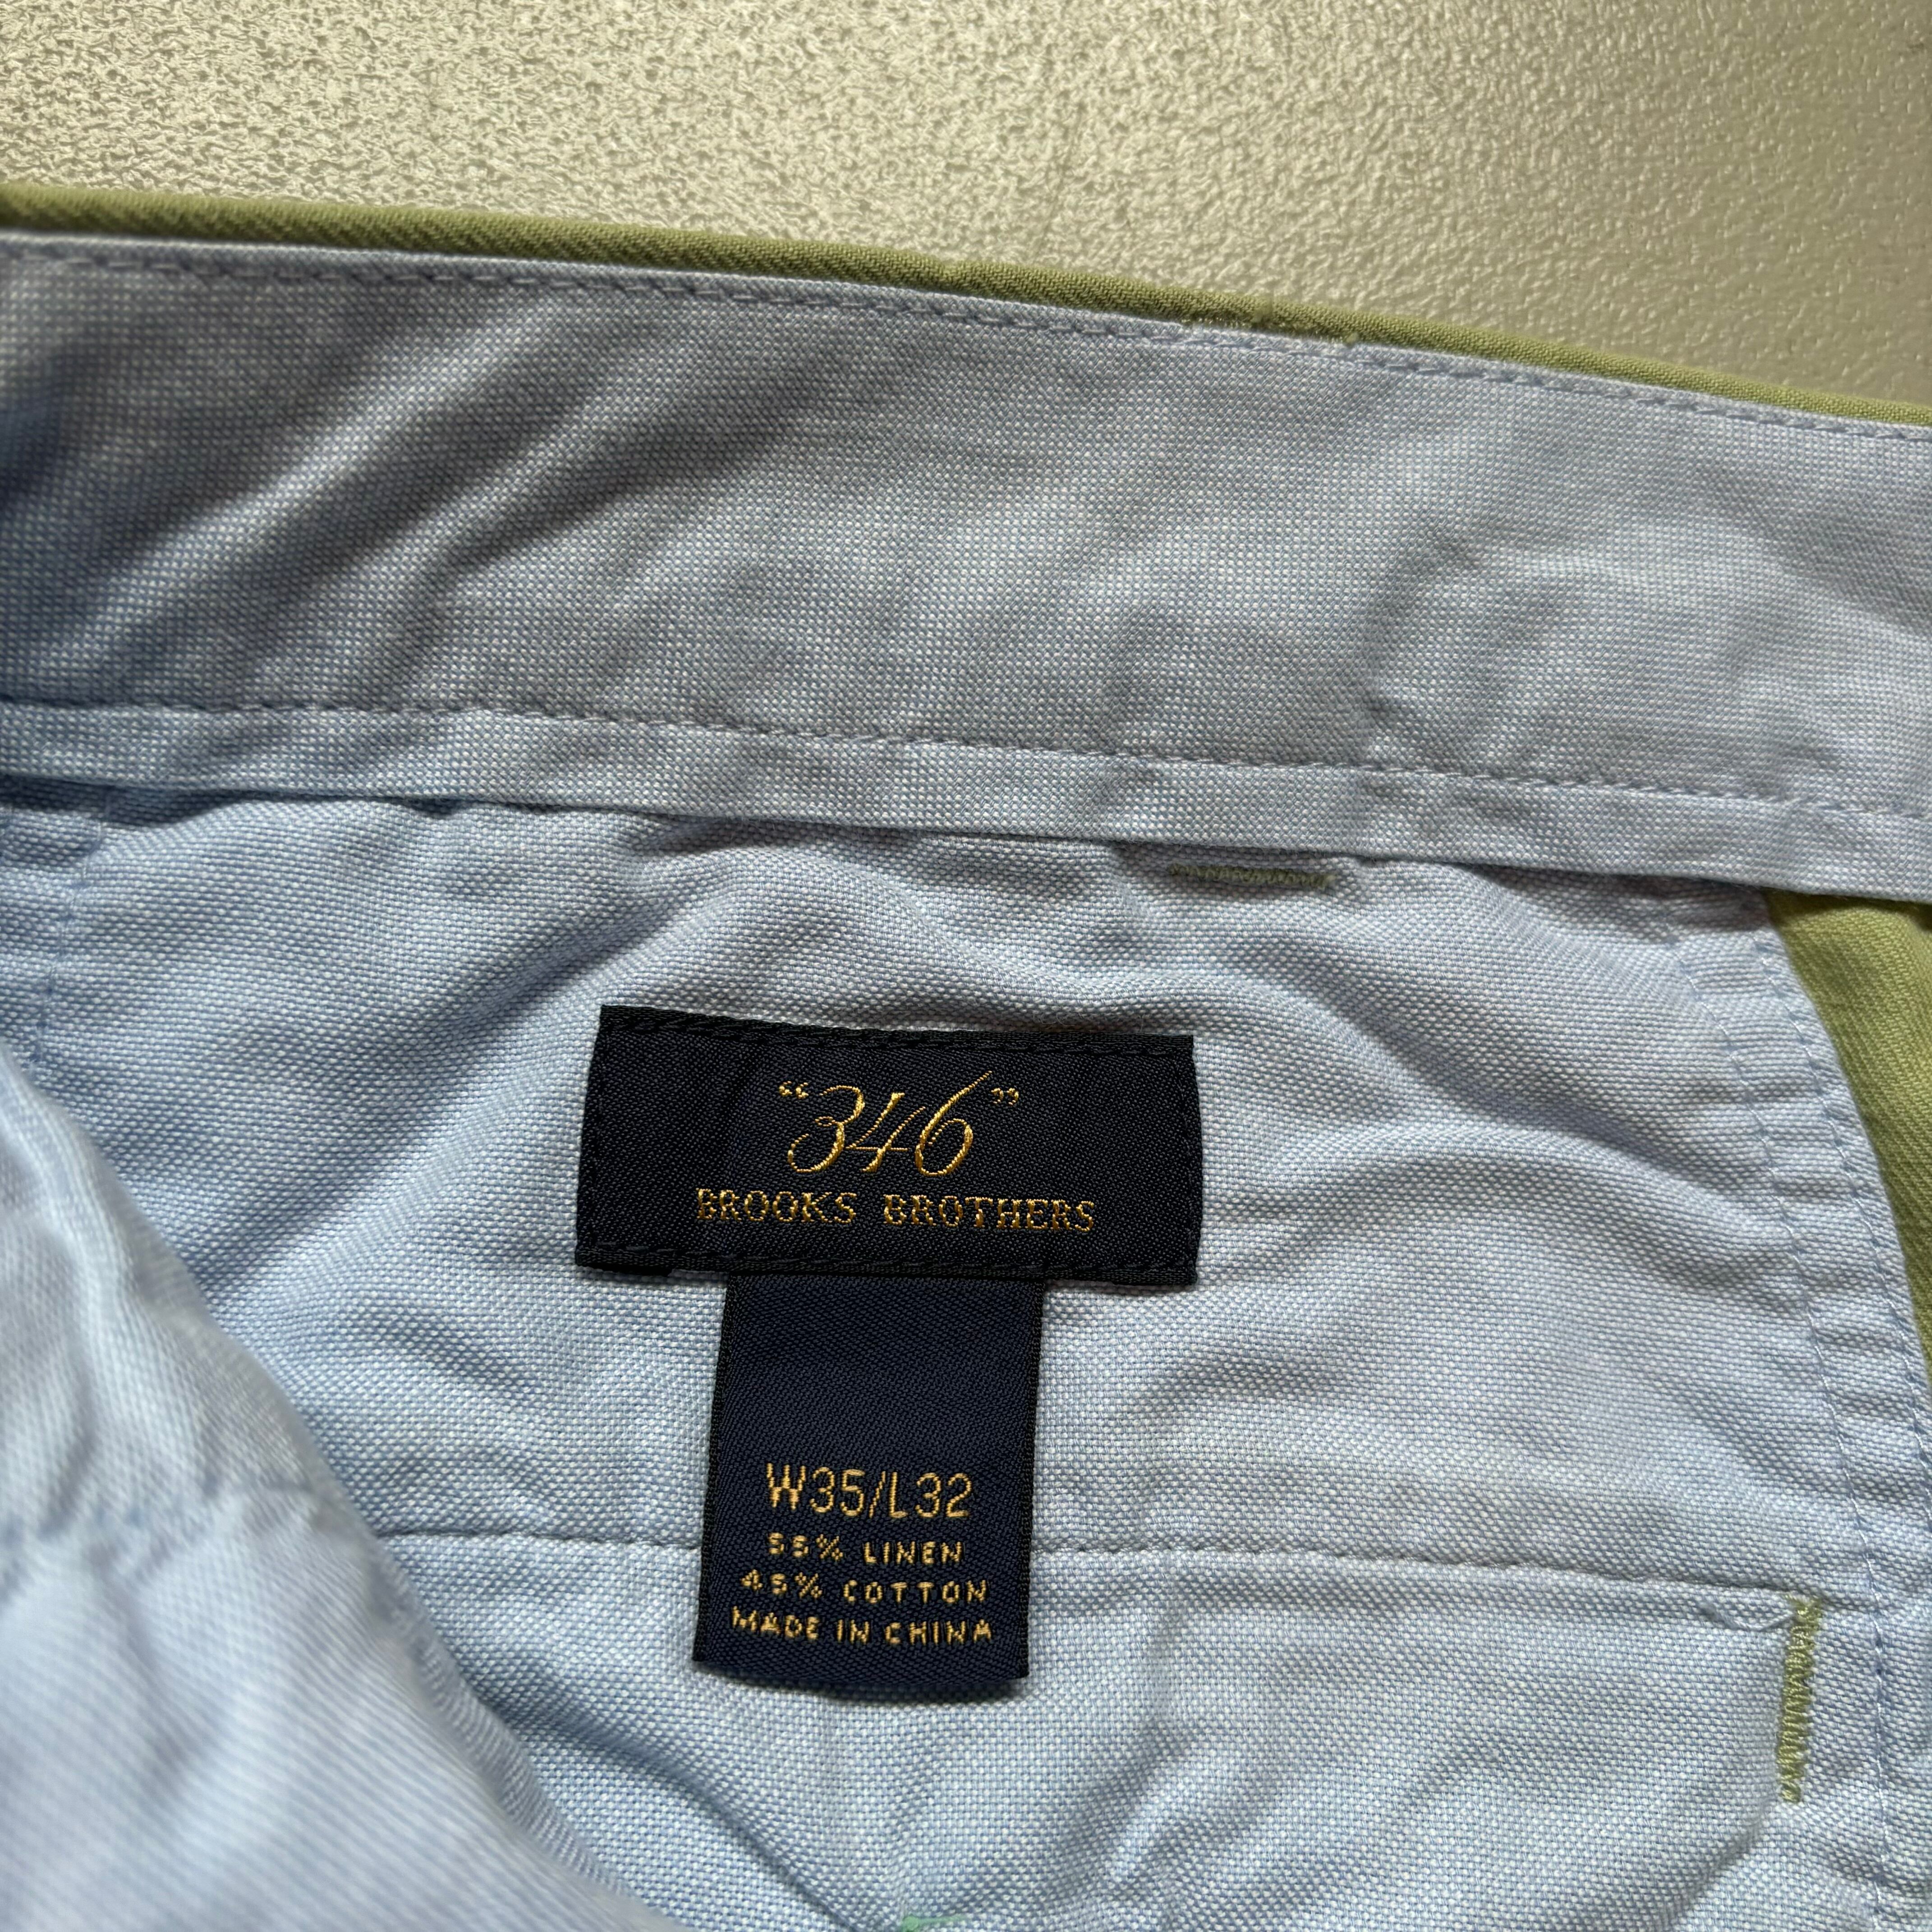 “346”
BROOKS BROTHERS
W35/L32
55% LINEN
45% COTTON
MADE IN CHINA